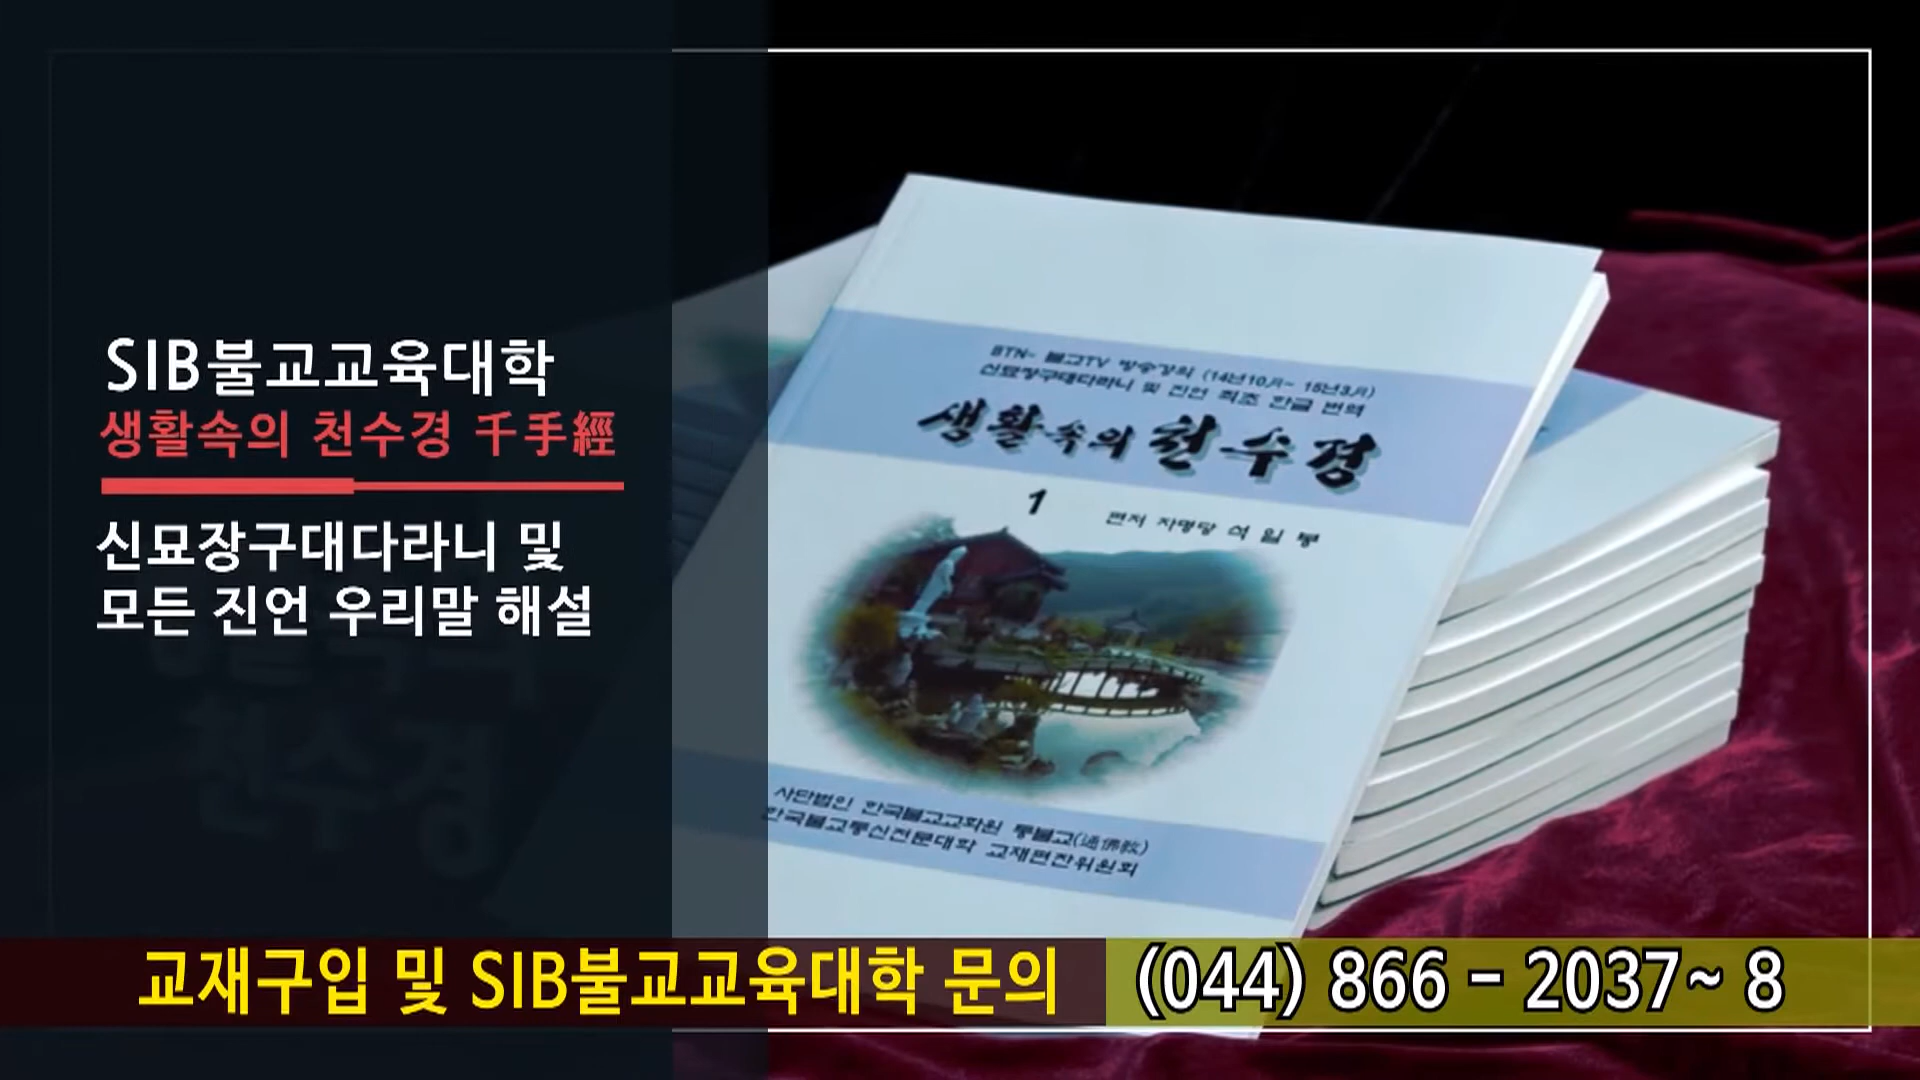 SIB불교교육대학
생활속의 천수경 千手經
신묘장구대다라니 및
모든 진언 우리말 해설
BTN- 불교TV 방송강의 (14년10月~ 15년3月)
신묘장구대다라니 및 진언 최초 한글 번역
생활속의 천수경
1
편저 자명당 석 일 봉
사단법인 한국불교교학원 통불교(通佛敎)
한국불교통신전문대학 교재편찬위원회
교재구입 및 SIB불교교육대학 문의 (044) 866 - 2037~ 8